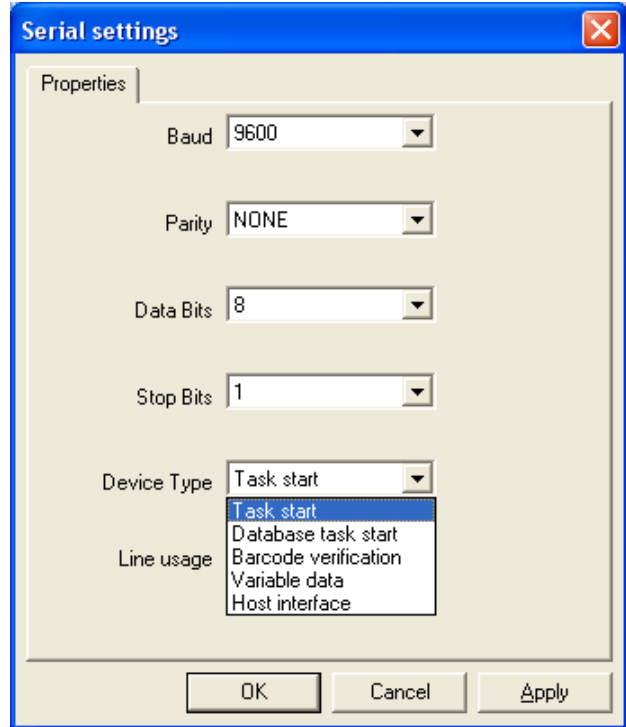 Serial settings
Properties
Baud 9600
Parity NONE
Data Bits 8
Stop Bits 1
Device Type Task start
Task start
Database task start
Barcode verification
Line usage
Variable data
Host interface
OK Cancel Apply